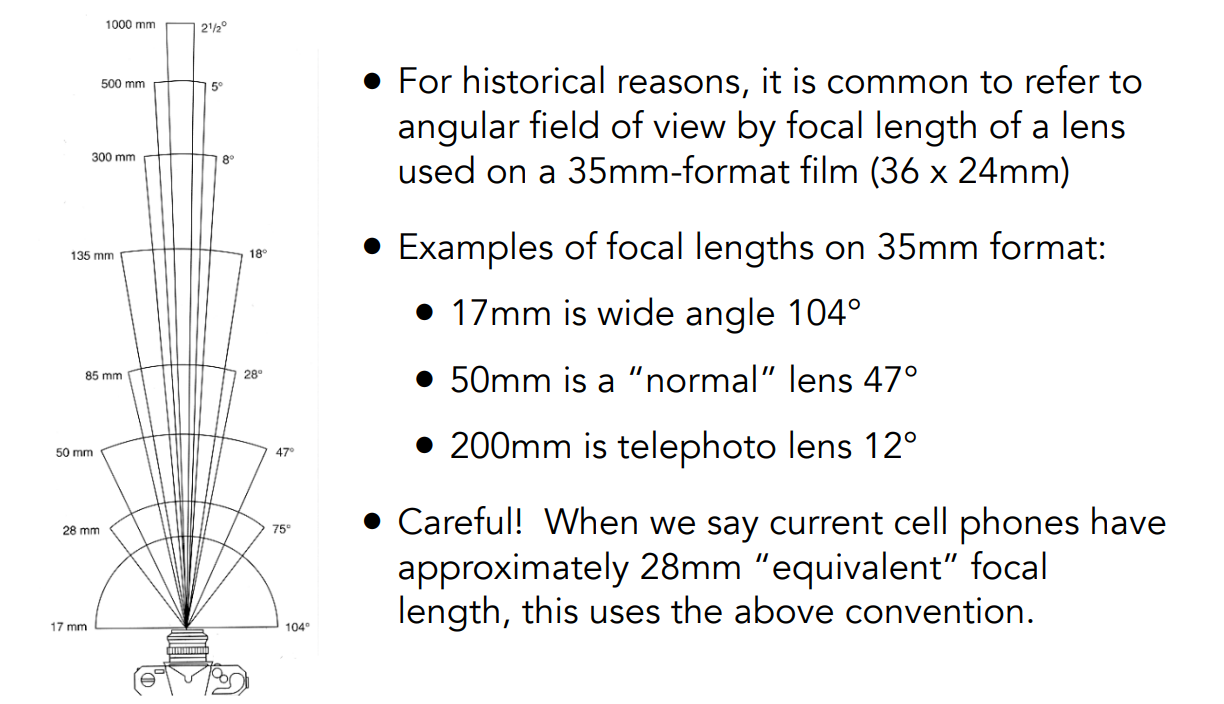 1000 mm 2½°
500 mm 5°
300 mm 8°
135 mm 18°
85 mm 28°
50 mm 47°
28 mm 75°
17 mm 104°
• For historical reasons, it is common to refer to
angular field of view by focal length of a lens
used on a 35mm-format film (36 x 24mm)
• Examples of focal lengths on 35mm format:
• 17mm is wide angle 104°
• 50mm is a “normal” lens 47°
• 200mm is telephoto lens 12°
• Careful! When we say current cell phones have
approximately 28mm “equivalent” focal
length, this uses the above convention.